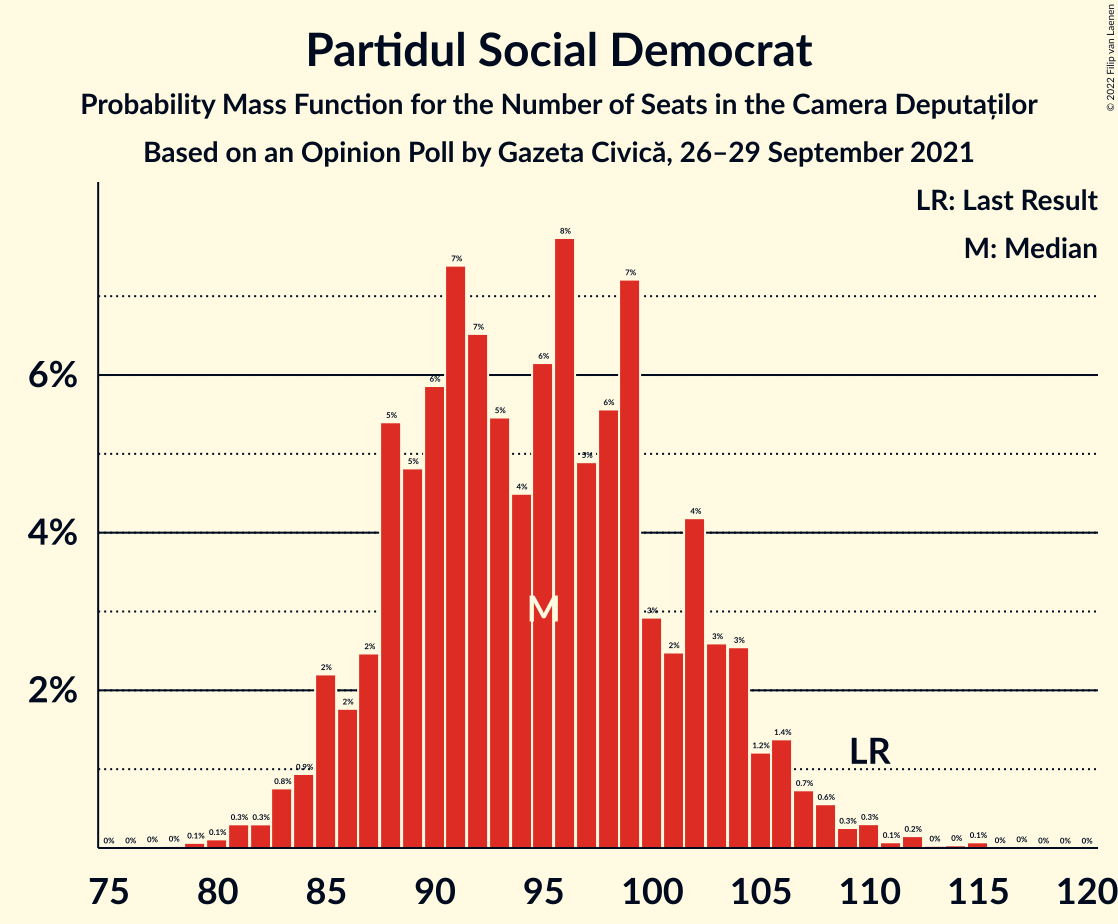 Partidul Social Democrat
Probability Mass Function for the Number of Seats in the Camera Deputaților
Based on an Opinion Poll by Gazeta Civică, 26–29 September 2021
© 2022 Filip van Laenen
LR: Last Result
M: Median
6%
4%
2%
0% 0% 0% 0% 0.1% 0.1% 0.3% 0.3% 0.8% 0.9% 2% 2% 2% 5% 5% 6% 7% 7% 5% 4% 6% 8% 5% 6% 7% 3% 2% 4% 3% 3% 1.2% 1.4% 0.7% 0.6% 0.3% 0.3% 0.1% 0.2% 0% 0% 0.1% 0% 0% 0% 0% 0%
M
LR
75 80 85 90 95 100 105 110 115 120